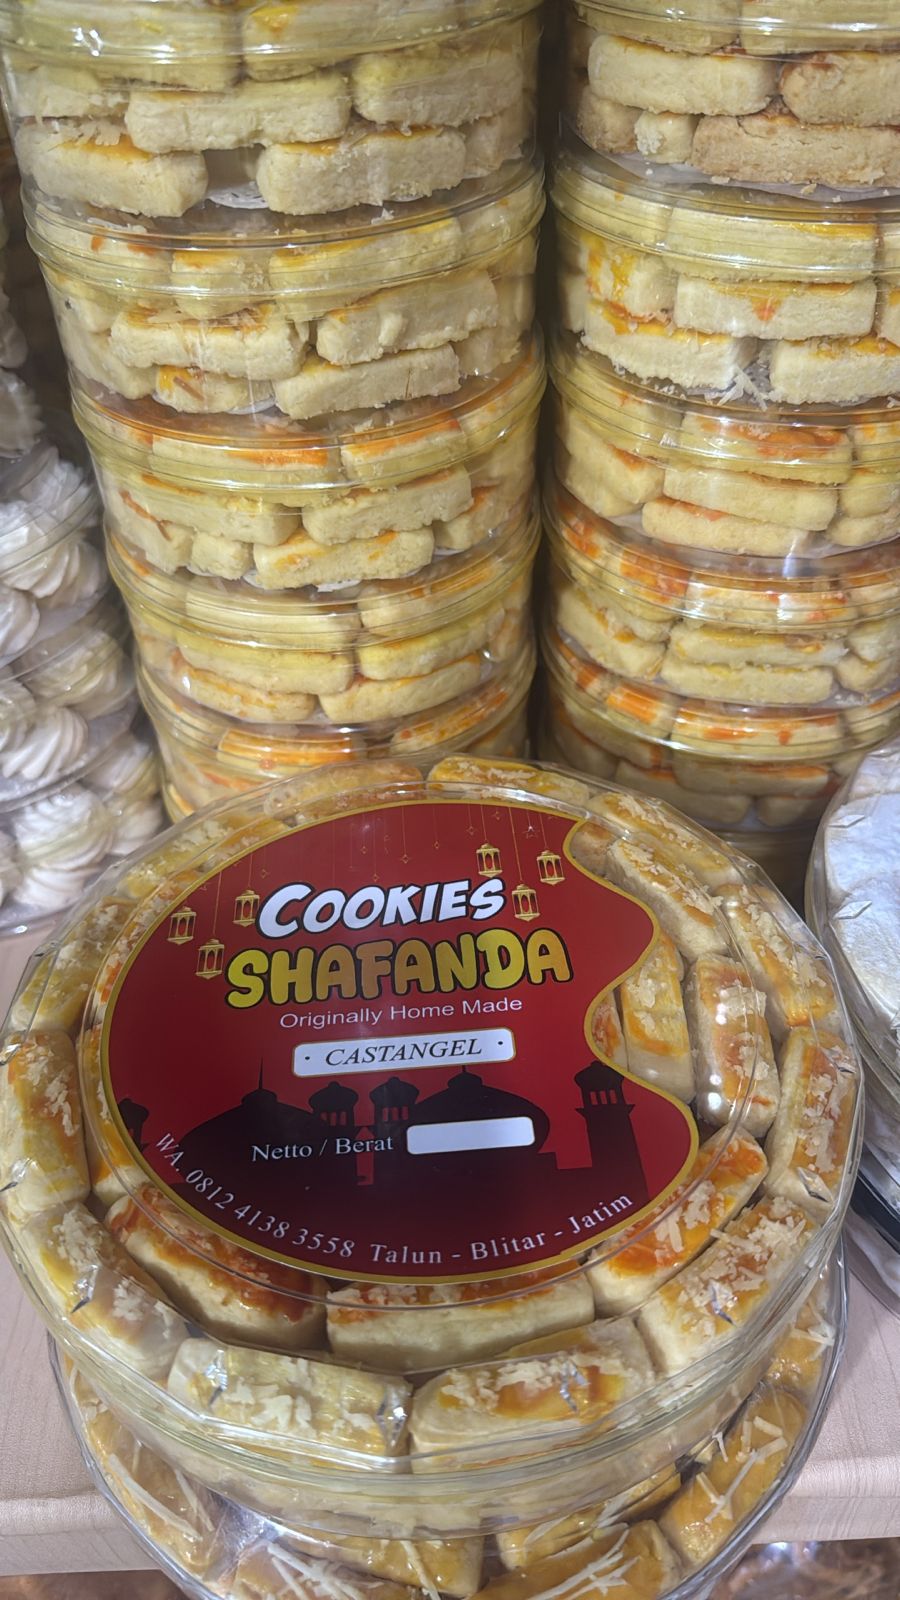 COOKIES
SHAFANDA
Originally Home Made
· CASTANGEL ·
Netto / Berat
WA. 0812 4138 3558 Talun - Blitar - Jatim